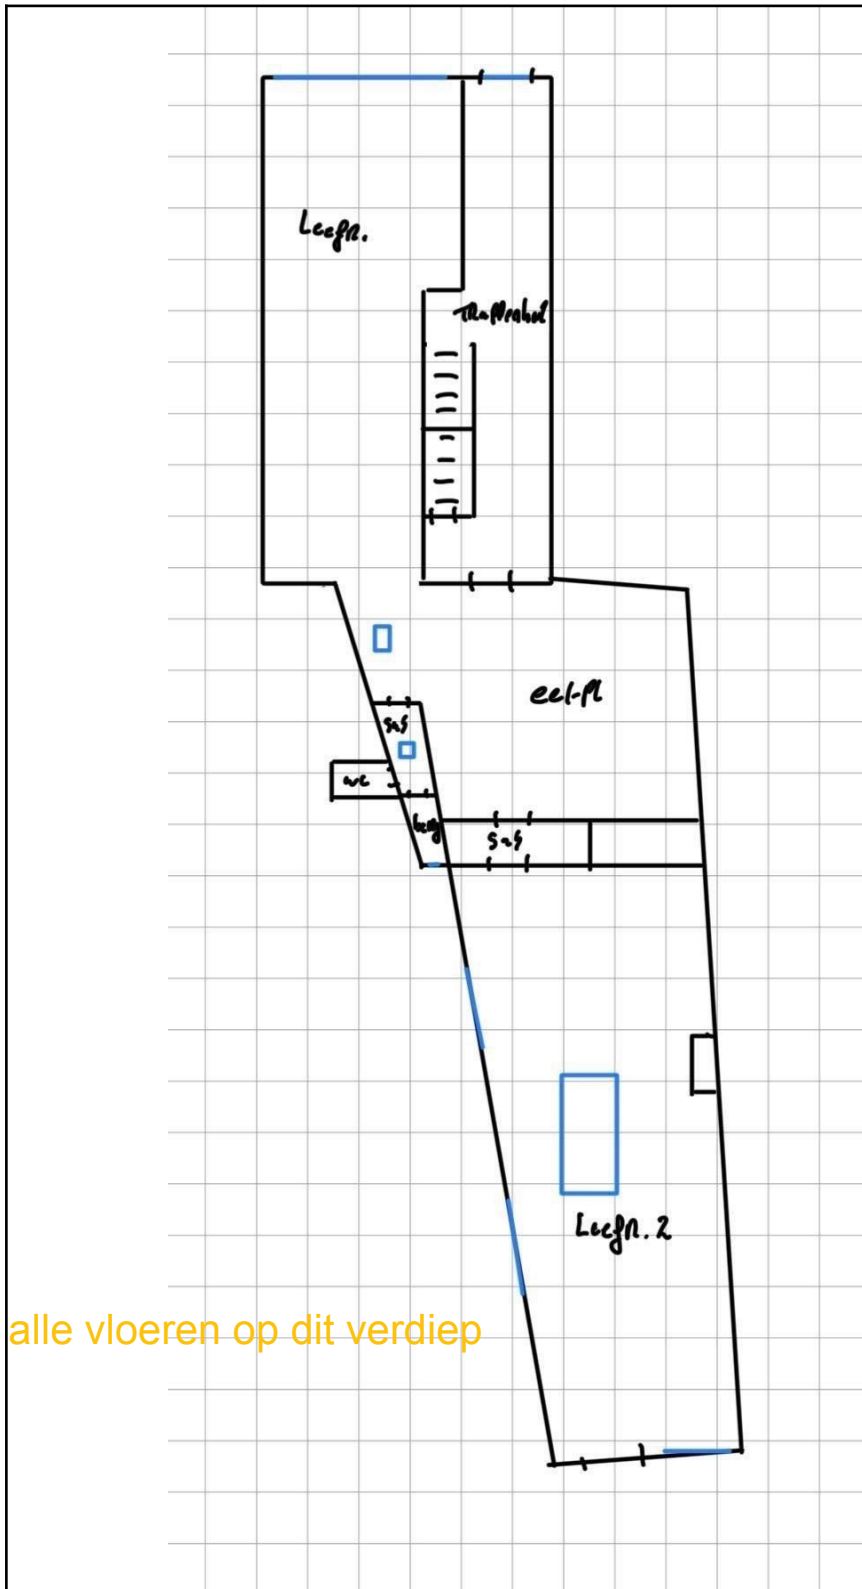 Leefr.
Trappenhal
eet-pl
sas
wc
berg
sas
Leefr. 2
alle vloeren op dit verdiep